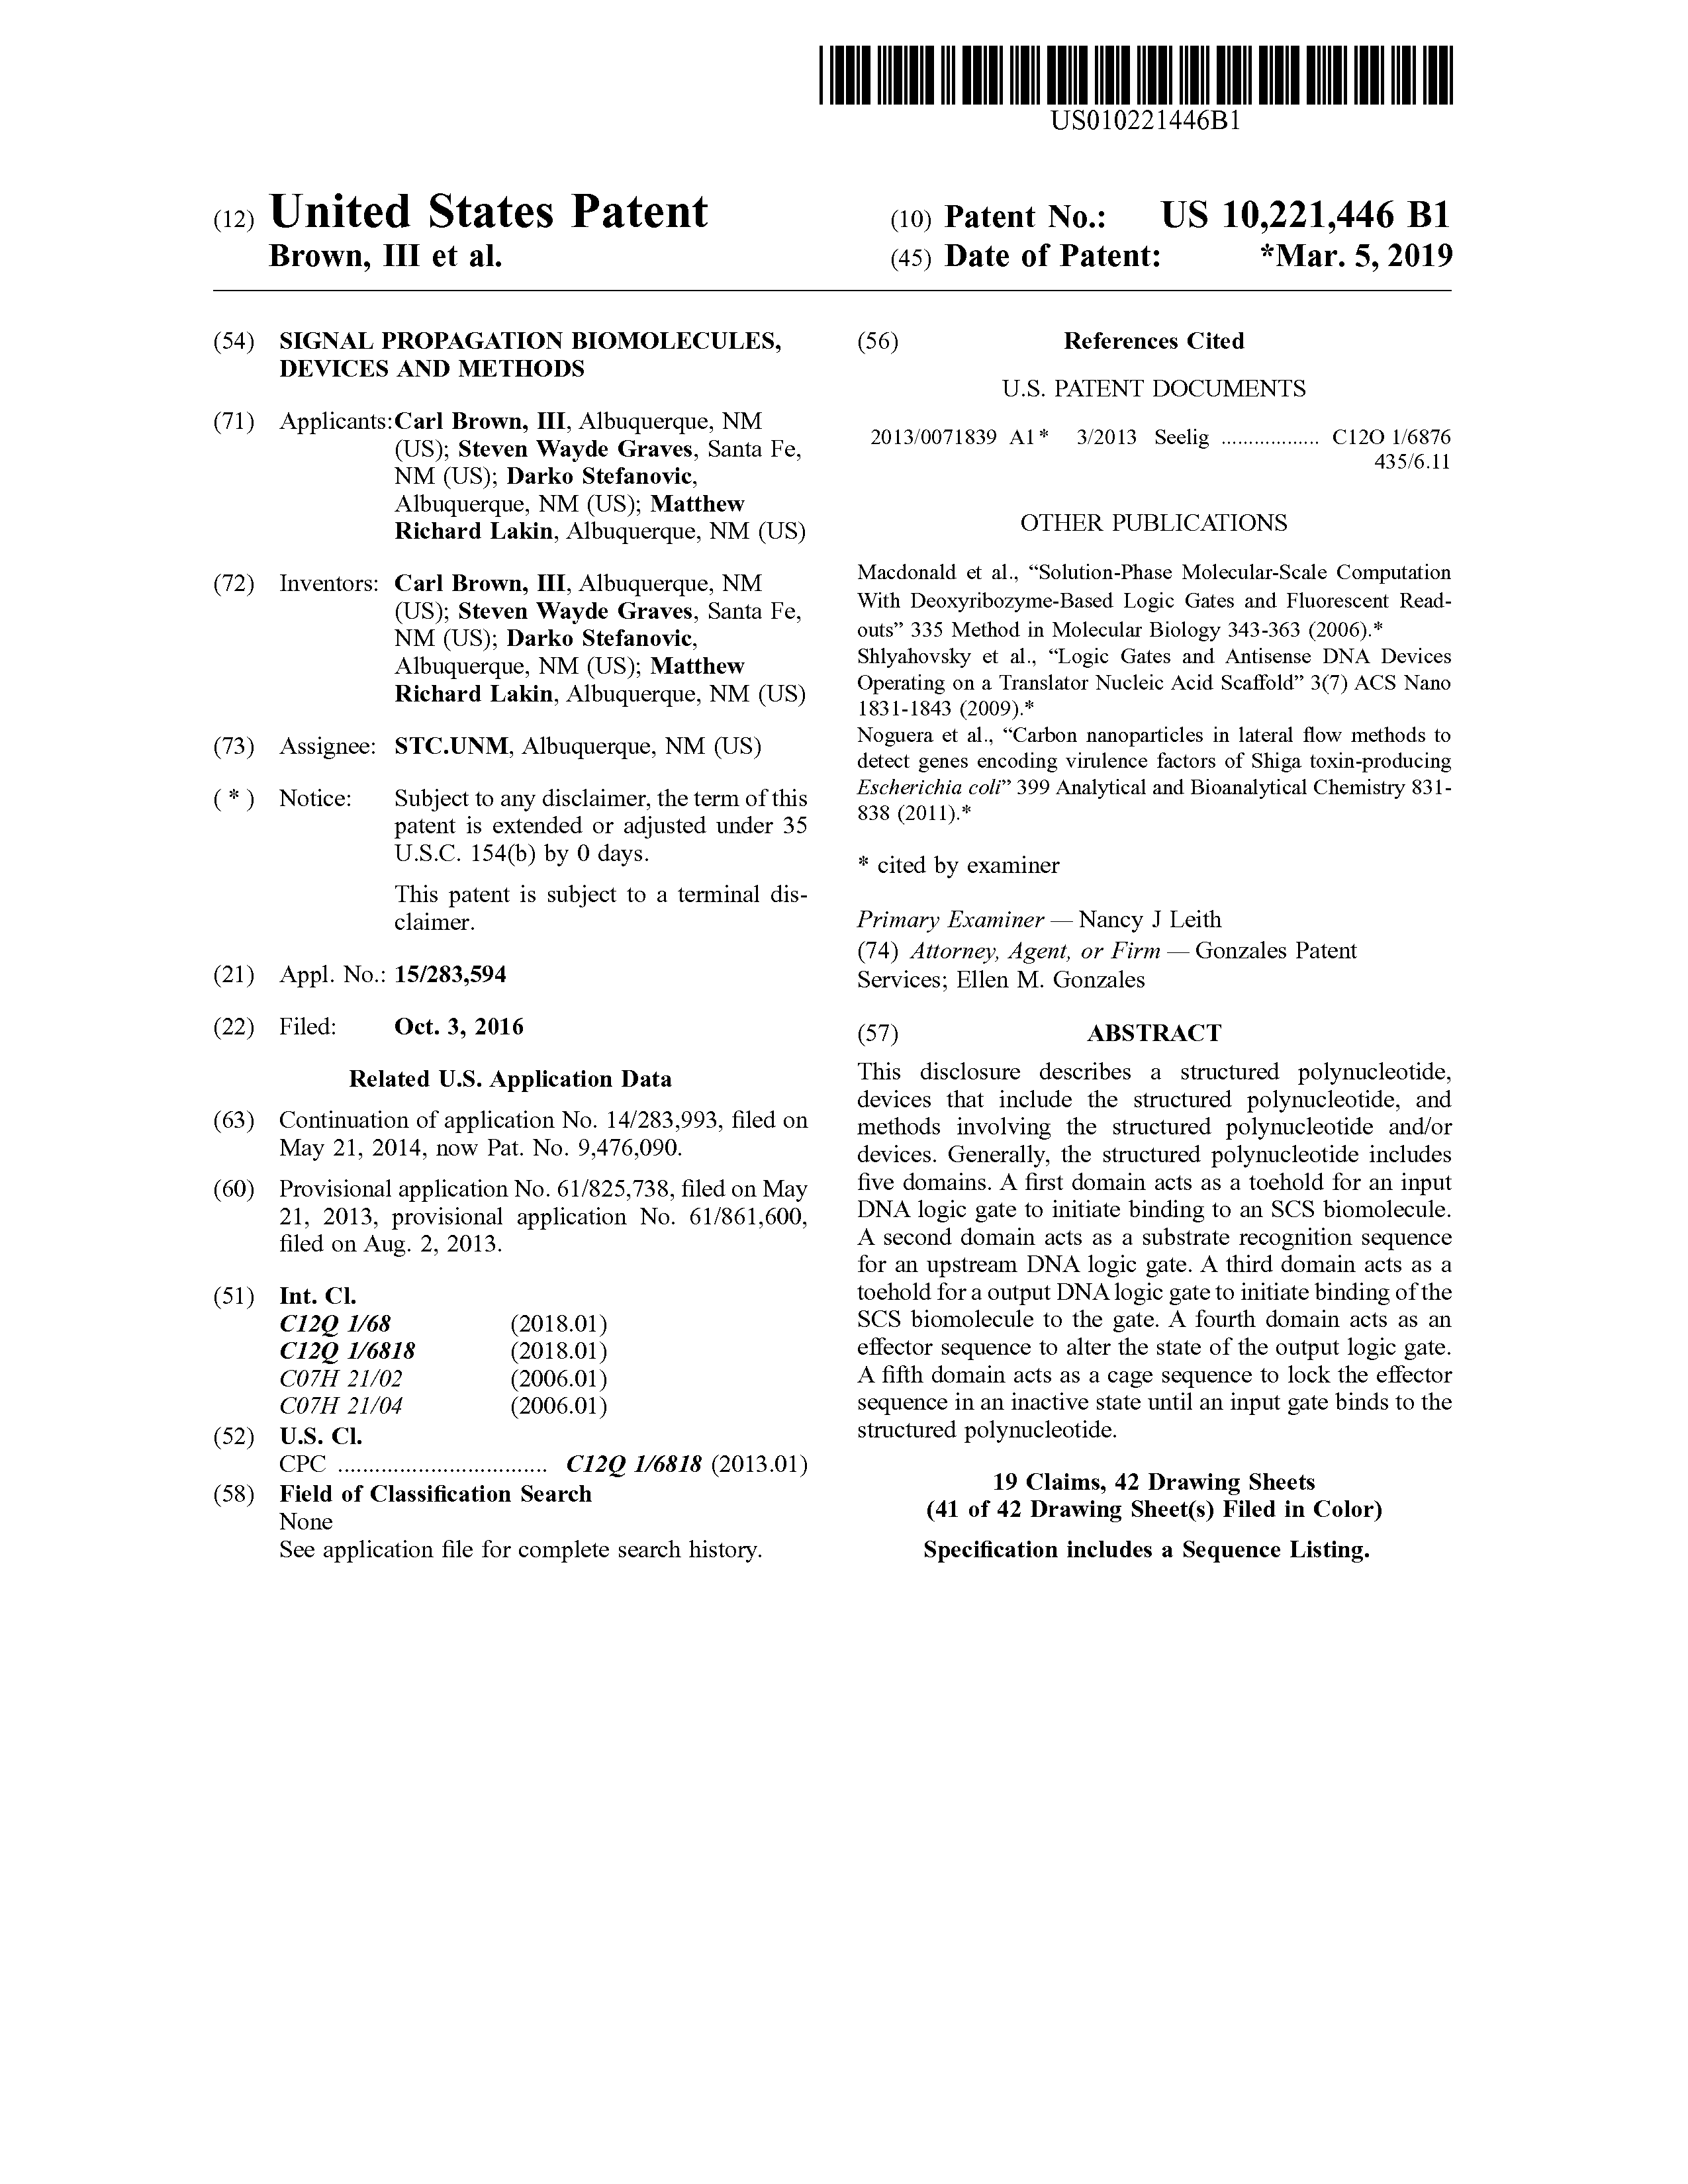 US010221446B1
(12) United States Patent
Brown, III et al.
(10) Patent No.: US 10,221,446 B1
(45) Date of Patent: *Mar. 5, 2019
(54) SIGNAL PROPAGATION BIOMOLECULES,
DEVICES AND METHODS
(71) Applicants: Carl Brown, III, Albuquerque, NM
(US); Steven Wayde Graves, Santa Fe,
NM (US); Darko Stefanovic,
Albuquerque, NM (US); Matthew
Richard Lakin, Albuquerque, NM (US)
(72) Inventors: Carl Brown, III, Albuquerque, NM
(US); Steven Wayde Graves, Santa Fe,
NM (US); Darko Stefanovic,
Albuquerque, NM (US); Matthew
Richard Lakin, Albuquerque, NM (US)
(73) Assignee: STC.UNM, Albuquerque, NM (US)
( * ) Notice: Subject to any disclaimer, the term of this
patent is extended or adjusted under 35
U.S.C. 154(b) by 0 days.
This patent is subject to a terminal dis-
claimer.
(21) Appl. No.: 15/283,594
(22) Filed: Oct. 3, 2016
Related U.S. Application Data
(63) Continuation of application No. 14/283,993, filed on
May 21, 2014, now Pat. No. 9,476,090.
(60) Provisional application No. 61/825,738, filed on May
21, 2013, provisional application No. 61/861,600,
filed on Aug. 2, 2013.
(51) Int. Cl.
C12Q 1/68 (2018.01)
C12Q 1/6818 (2018.01)
C07H 21/02 (2006.01)
C07H 21/04 (2006.01)
(52) U.S. Cl.
CPC .................................. C12Q 1/6818 (2013.01)
(58) Field of Classification Search
None
See application file for complete search history.
(56) References Cited
U.S. PATENT DOCUMENTS
2013/0071839 A1* 3/2013 Seelig .................. C12O 1/6876
435/6.11
OTHER PUBLICATIONS
Macdonald et al., “Solution-Phase Molecular-Scale Computation
With Deoxyribozyme-Based Logic Gates and Fluorescent Read-
outs” 335 Method in Molecular Biology 343-363 (2006).*
Shlyahovsky et al., “Logic Gates and Antisense DNA Devices
Operating on a Translator Nucleic Acid Scaffold” 3(7) ACS Nano
1831-1843 (2009).*
Noguera et al., “Carbon nanoparticles in lateral flow methods to
detect genes encoding virulence factors of Shiga toxin-producing
Escherichia coli” 399 Analytical and Bioanalytical Chemistry 831-
838 (2011).*
* cited by examiner
Primary Examiner — Nancy J Leith
(74) Attorney, Agent, or Firm — Gonzales Patent
Services; Ellen M. Gonzales
(57) ABSTRACT
This disclosure describes a structured polynucleotide,
devices that include the structured polynucleotide, and
methods involving the structured polynucleotide and/or
devices. Generally, the structured polynucleotide includes
five domains. A first domain acts as a toehold for an input
DNA logic gate to initiate binding to an SCS biomolecule.
A second domain acts as a substrate recognition sequence
for an upstream DNA logic gate. A third domain acts as a
toehold for a output DNA logic gate to initiate binding of the
SCS biomolecule to the gate. A fourth domain acts as an
effector sequence to alter the state of the output logic gate.
A fifth domain acts as a cage sequence to lock the effector
sequence in an inactive state until an input gate binds to the
structured polynucleotide.
19 Claims, 42 Drawing Sheets
(41 of 42 Drawing Sheet(s) Filed in Color)
Specification includes a Sequence Listing.